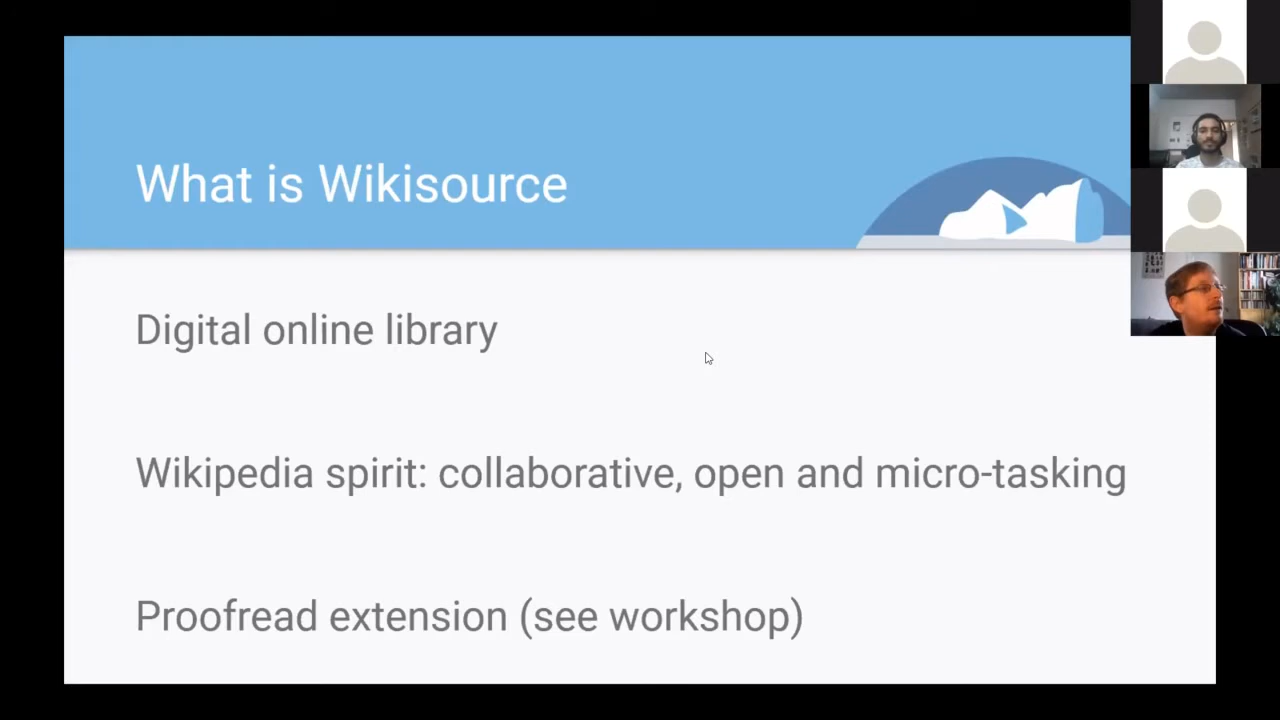 What is Wikisource
Digital online library
Wikipedia spirit: collaborative, open and micro-tasking
Proofread extension (see workshop)